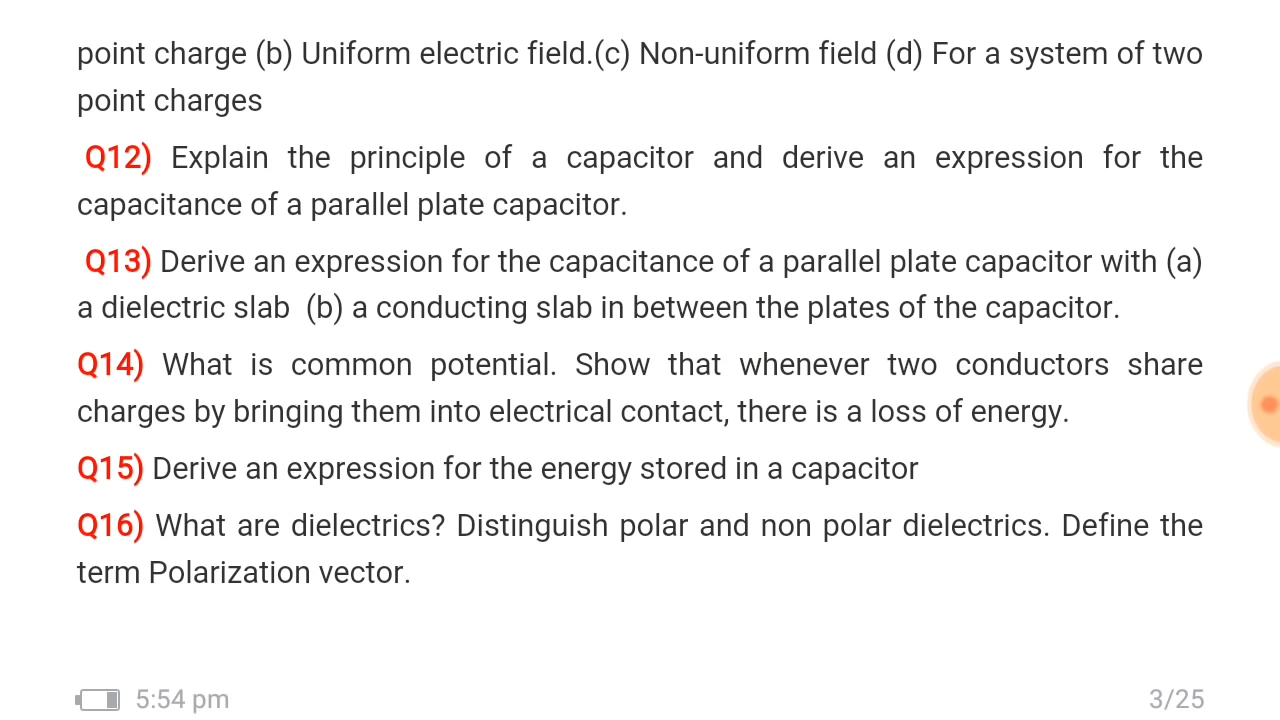 point charge (b) Uniform electric field.(c) Non-uniform field (d) For a system of two
point charges
Q12) Explain the principle of a capacitor and derive an expression for the
capacitance of a parallel plate capacitor.
Q13) Derive an expression for the capacitance of a parallel plate capacitor with (a)
a dielectric slab (b) a conducting slab in between the plates of the capacitor.
Q14) What is common potential. Show that whenever two conductors share
charges by bringing them into electrical contact, there is a loss of energy.
Q15) Derive an expression for the energy stored in a capacitor
Q16) What are dielectrics? Distinguish polar and non polar dielectrics. Define the
term Polarization vector.
5:54 pm 3/25